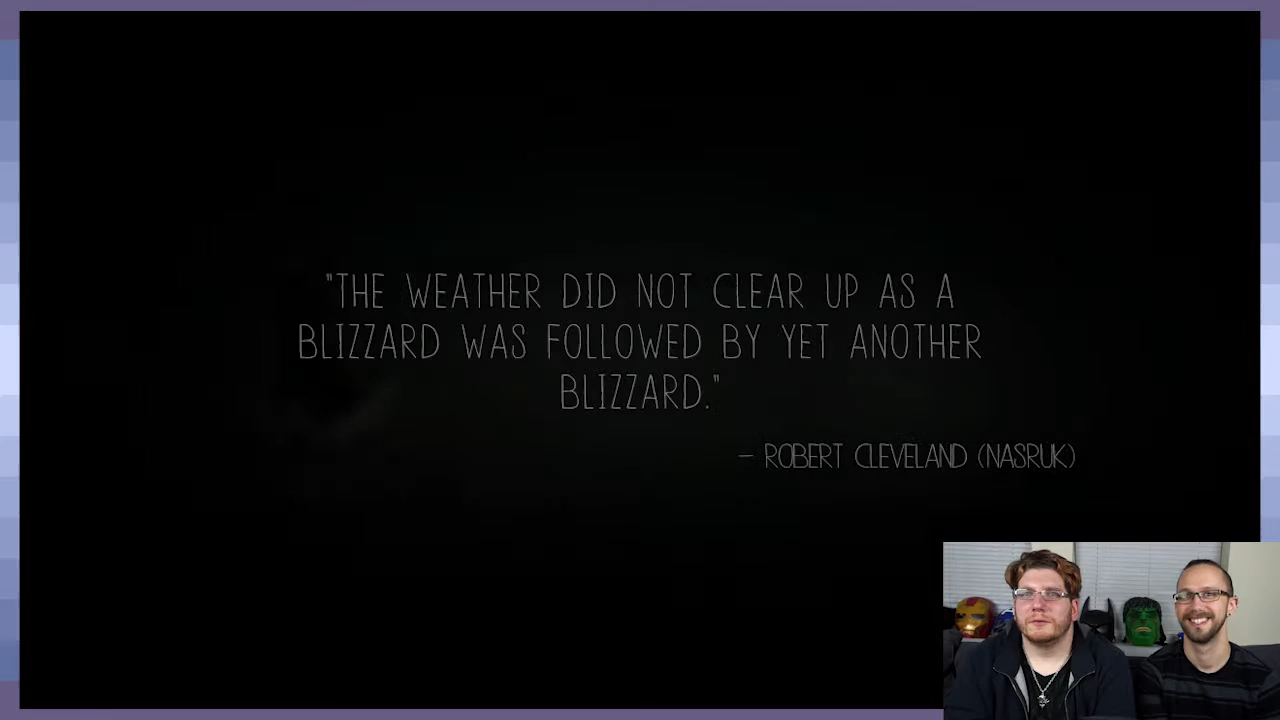 "THE WEATHER DID NOT CLEAR UP AS A
BLIZZARD WAS FOLLOWED BY YET ANOTHER
BLIZZARD."
– ROBERT CLEVELAND (NASRUK)